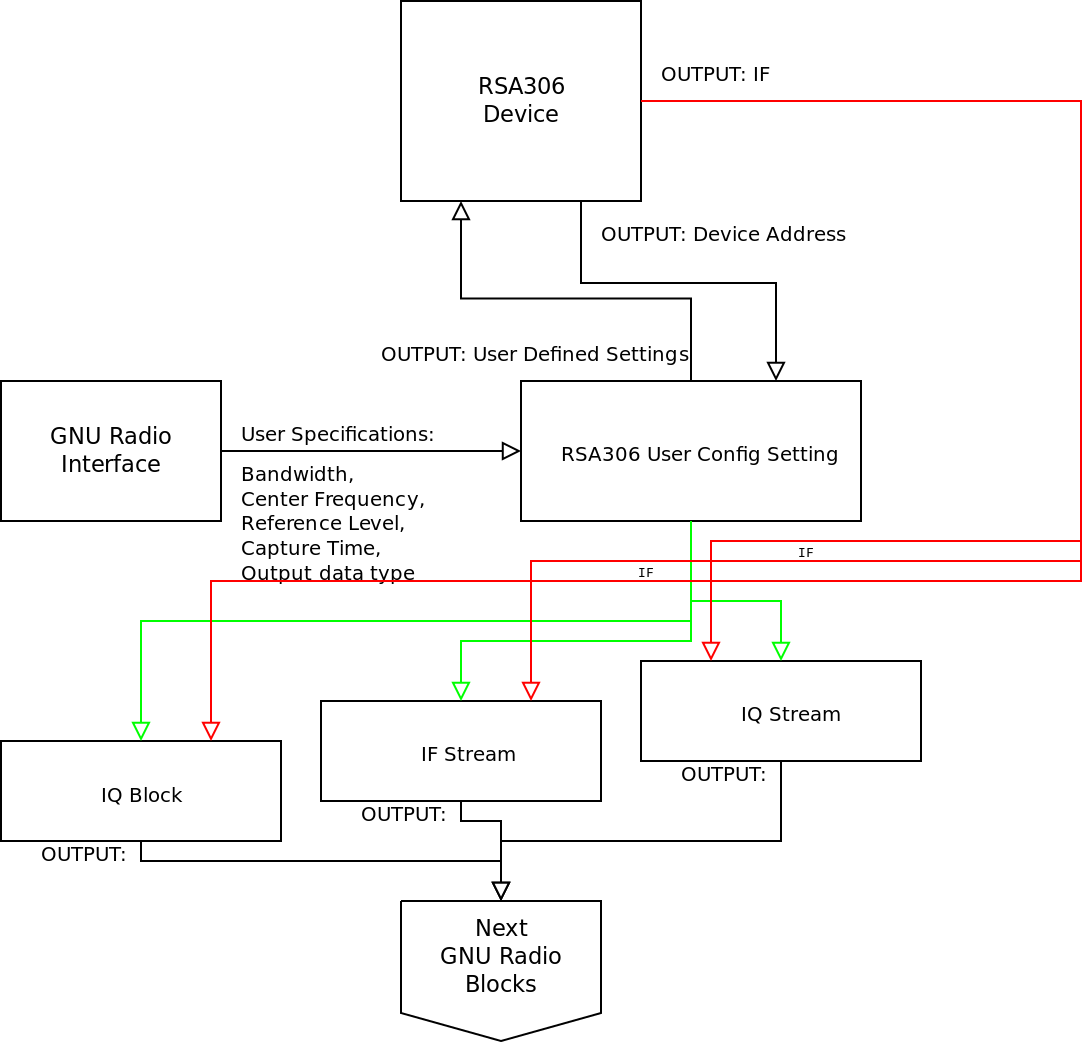 RSA306
Device
OUTPUT: IF
OUTPUT: Device Address
OUTPUT: User Defined Settings
GNU Radio
Interface
User Specifications:
Bandwidth,
Center Frequency,
Reference Level,
Capture Time,
Output data type
RSA306 User Config Setting
IF
IF
IQ Stream
OUTPUT:
IF Stream
OUTPUT:
IQ Block
OUTPUT:
Next
GNU Radio
Blocks